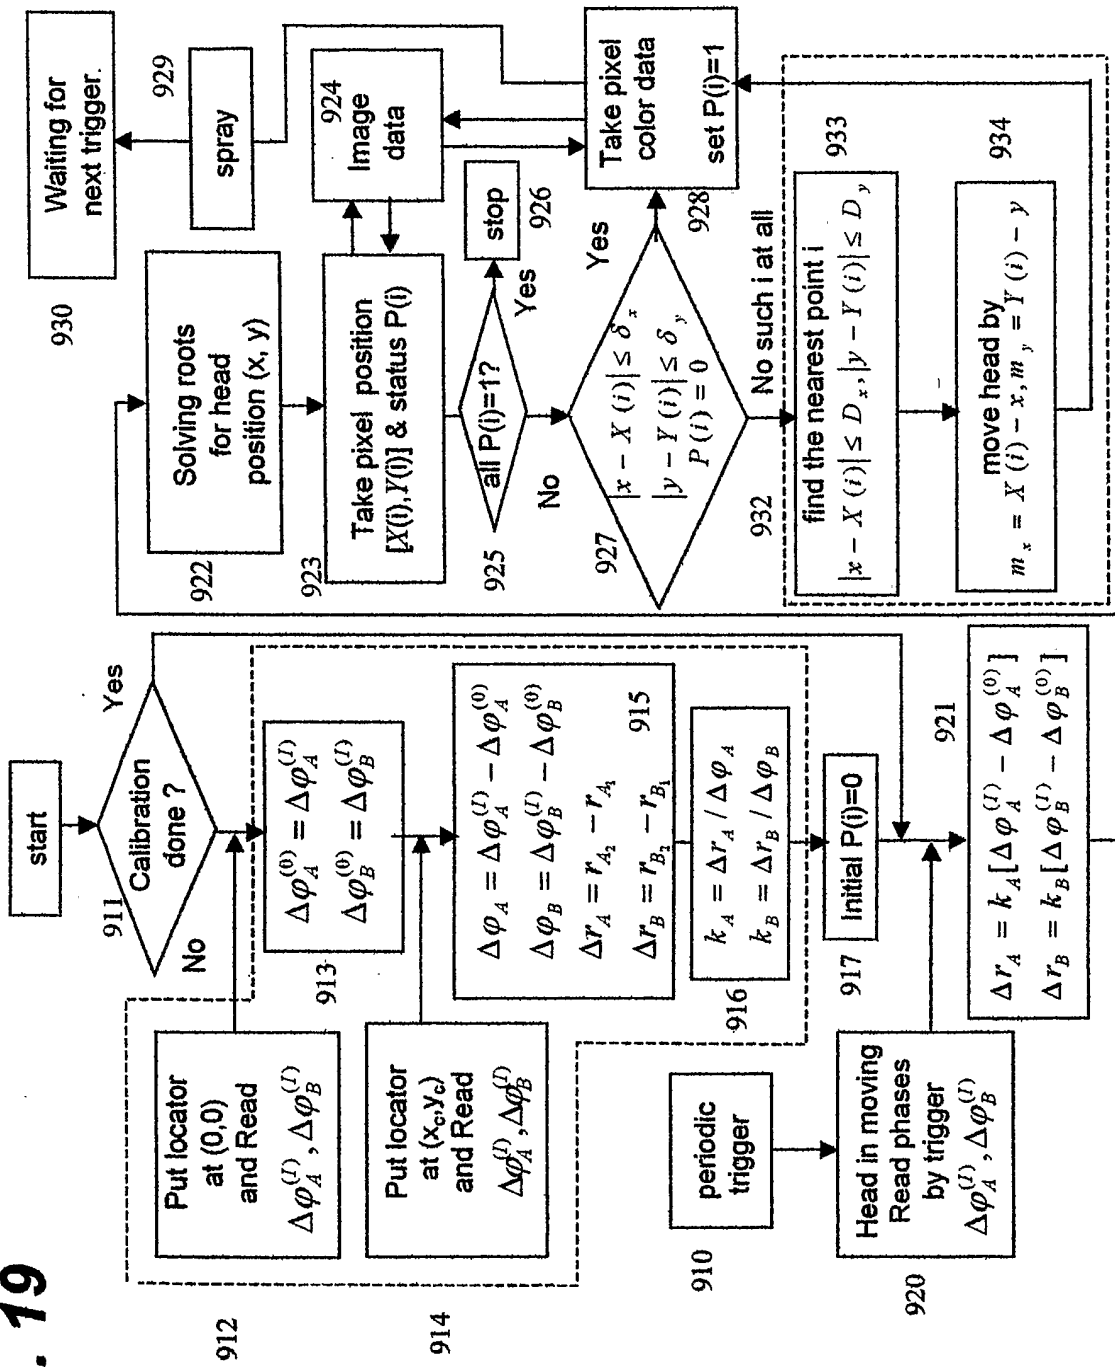 . 19
start
911
Calibration
done ?
Yes
No
912
Put locator
at (0,0)
and Read
Δφ_A^(I), Δφ_B^(I)
913
Δφ_A^(0) = Δφ_A^(I)
Δφ_B^(0) = Δφ_B^(I)
914
Put locator
at (x_c,y_c)
and Read
Δφ_A^(I), Δφ_B^(I)
Δφ_A = Δφ_A^(I) − Δφ_A^(0)
Δφ_B = Δφ_B^(I) − Δφ_B^(0)
Δr_A = r_A₂ − r_A₁
915
Δr_B = r_B₂ − r_B₁
916
k_A = Δr_A / Δφ_A
k_B = Δr_B / Δφ_B
917
Initial P(i)=0
910
periodic
trigger
920
Head in moving
Read phases
by trigger
Δφ_A^(I), Δφ_B^(I)
921
Δr_A = k_A[Δφ_A^(I) − Δφ_A^(0)]
Δr_B = k_B[Δφ_B^(I) − Δφ_B^(0)]
922
Solving roots
for head
position (x, y)
923
Take pixel position
[X(i),Y(i)] & status P(i)
924
Image
data
925
all P(i)=1?
Yes
No
stop
926
927
|x − X(i)| ≤ δ_x
|y − Y(i)| ≤ δ_y
P(i) = 0
Yes
928
Take pixel
color data
set P(i)=1
929
spray
930
Waiting for
next trigger.
932
No such i at all
933
find the nearest point i
|x − X(i)| ≤ D_x, |y − Y(i)| ≤ D_y
934
move head by
m_x = X(i) − x, m_y = Y(i) − y